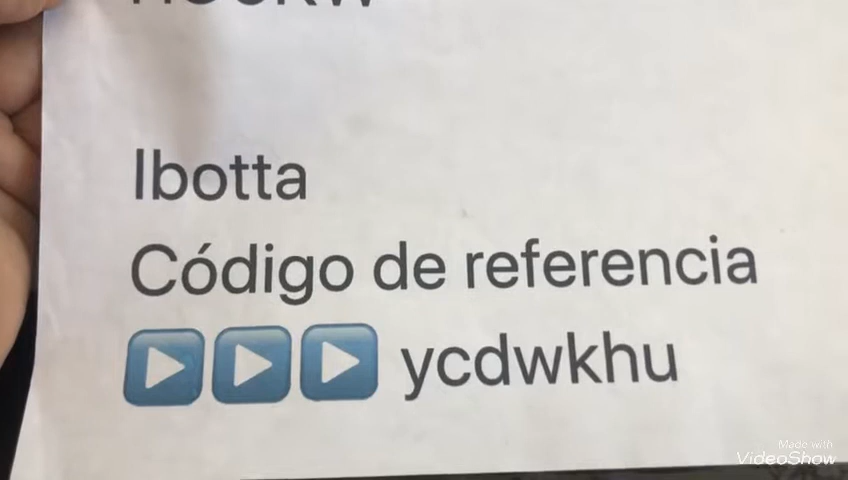 Ibotta
Código de referencia
▶️▶️▶️ ycdwkhu
Made with
VideoShow